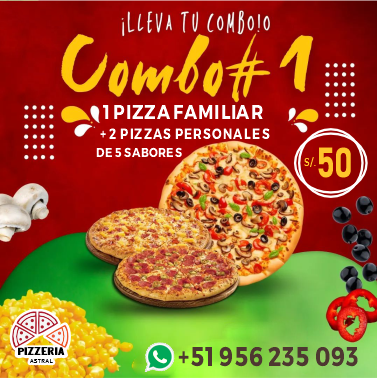 ¡LLEVA TU COMBO!O
Combo# 1
1 PIZZA FAMILIAR
+ 2 PIZZAS PERSONALES
DE 5 SABORES
S/. 50
PIZZERIA
ASTRAL
+51 956 235 093